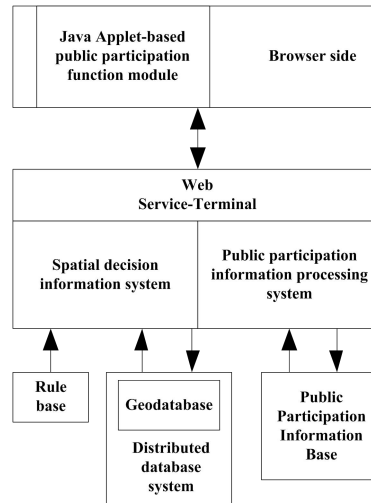 Java Applet-based
public participation
function module
Browser side
Web
Service-Terminal
Spatial decision
information system
Public participation
information processing
system
Rule
base
Geodatabase
Distributed
database
system
Public
Participation
Information
Base